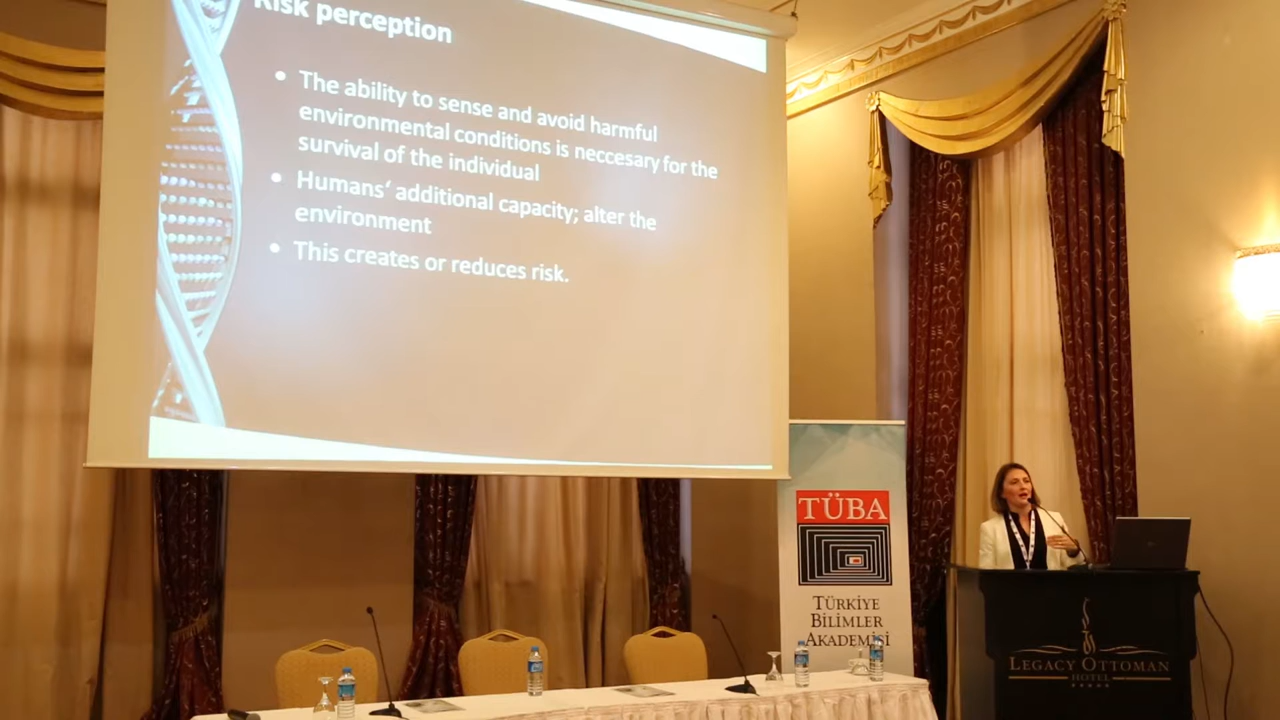 Risk perception
• The ability to sense and avoid harmful
environmental conditions is neccesary for the
survival of the individual
• Humans‘ additional capacity; alter the
environment
• This creates or reduces risk.
TÜBA
TÜRKİYE
BİLİMLER
AKADEMİSİ
LEGACY OTTOMAN
HOTEL